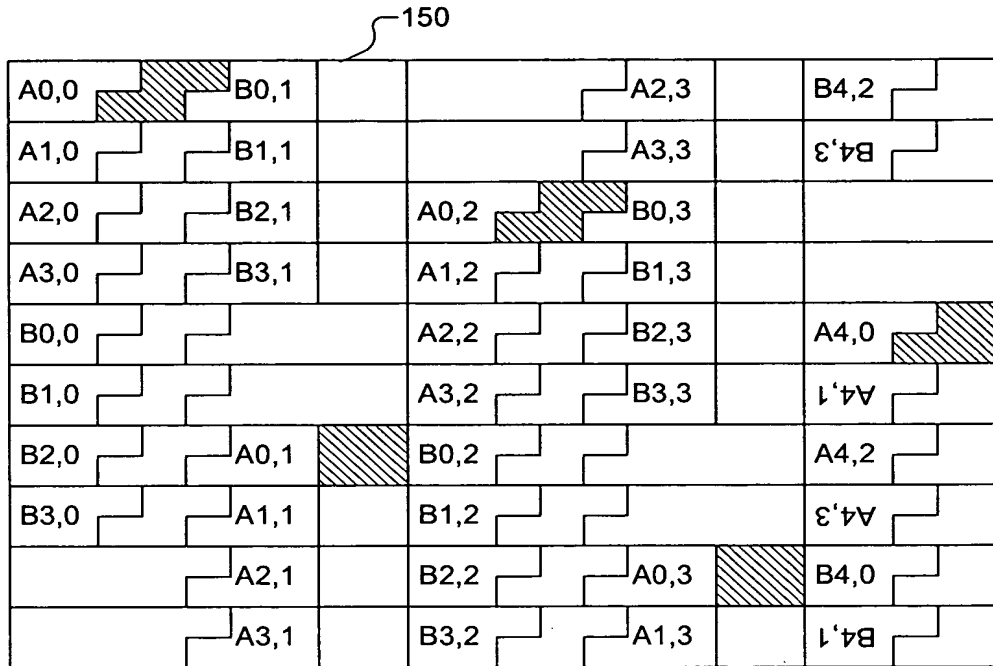 150
A0,0 B0,1 A2,3 B4,2
A1,0 B1,1 A3,3 B4,3
A2,0 B2,1 A0,2 B0,3
A3,0 B3,1 A1,2 B1,3
B0,0 A2,2 B2,3 A4,0
B1,0 A3,2 B3,3 A4,1
B2,0 A0,1 B0,2 A4,2
B3,0 A1,1 B1,2 A4,3
A2,1 B2,2 A0,3 B4,0
A3,1 B3,2 A1,3 B4,1